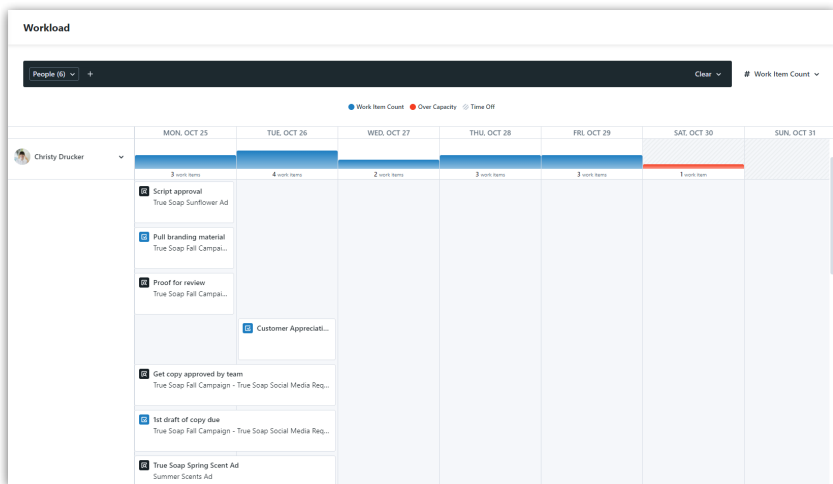 Workload
People (6)
+
Clear
# Work Item Count
Work Item Count
Over Capacity
Time Off
MON, OCT 25
TUE, OCT 26
WED, OCT 27
THU, OCT 28
FRI, OCT 29
SAT, OCT 30
SUN, OCT 31
Christy Drucker
3 work items
4 work items
2 work items
3 work items
3 work items
1 work item
Script approval
True Soap Sunflower Ad
Pull branding material
True Soap Fall Campai...
Proof for review
True Soap Fall Campai...
Customer Appreciati...
Get copy approved by team
True Soap Fall Campaign - True Soap Social Media Req...
1st draft of copy due
True Soap Fall Campaign - True Soap Social Media Req...
True Soap Spring Scent Ad
Summer Scents Ad